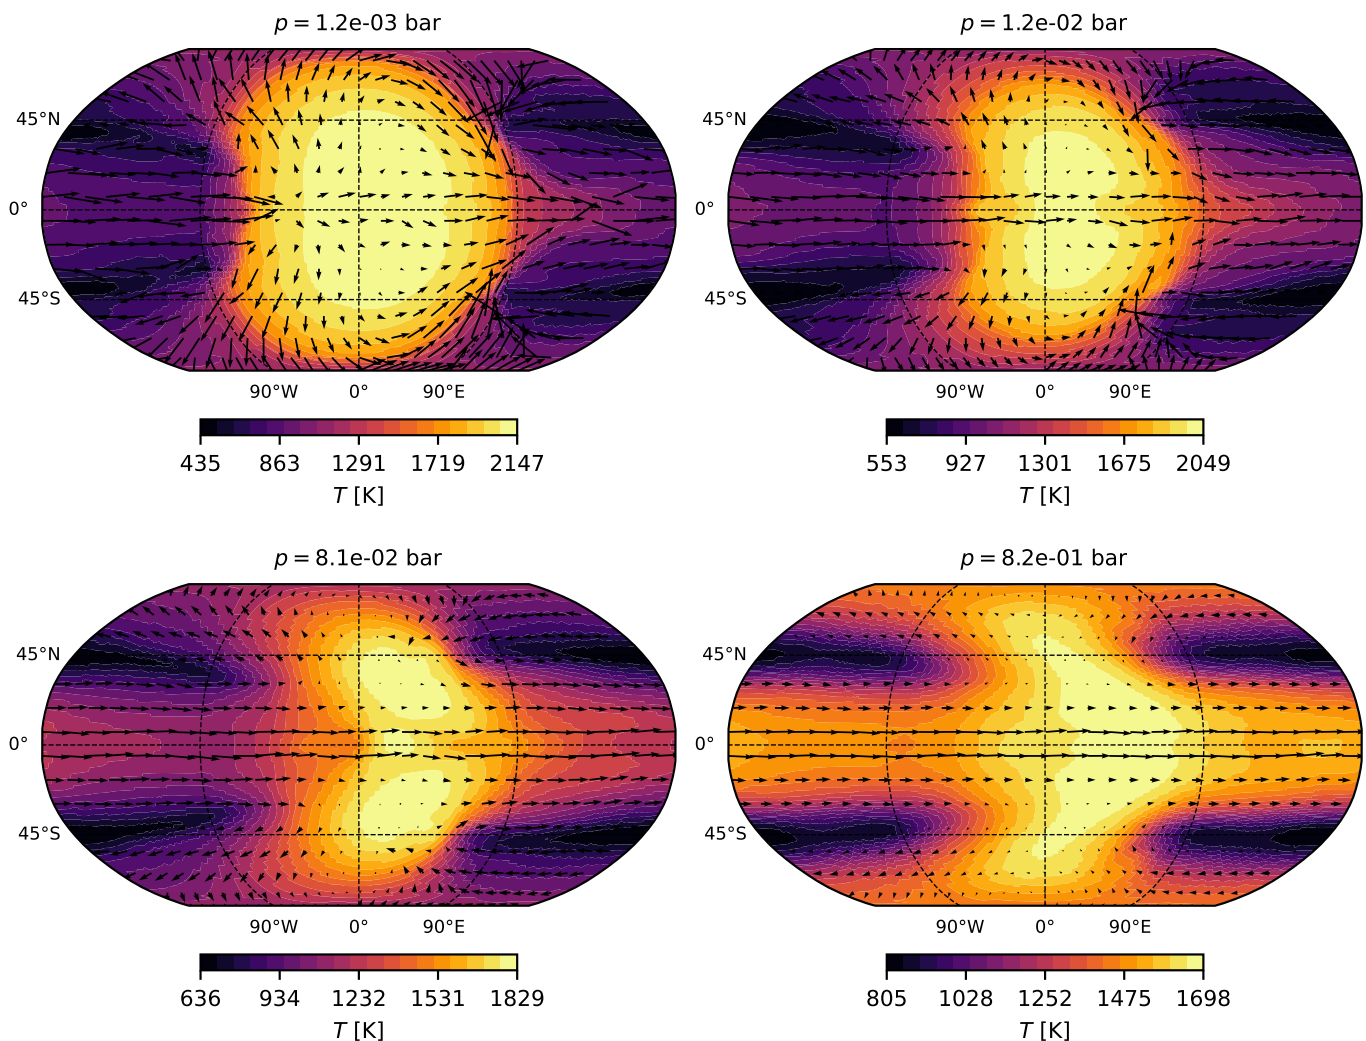 p = 1.2e-03 bar
45°N
0°
45°S
90°W 0° 90°E
435 863 1291 1719 2147
T [K]
p = 1.2e-02 bar
45°N
0°
45°S
90°W 0° 90°E
553 927 1301 1675 2049
T [K]
p = 8.1e-02 bar
45°N
0°
45°S
90°W 0° 90°E
636 934 1232 1531 1829
T [K]
p = 8.2e-01 bar
45°N
0°
45°S
90°W 0° 90°E
805 1028 1252 1475 1698
T [K]